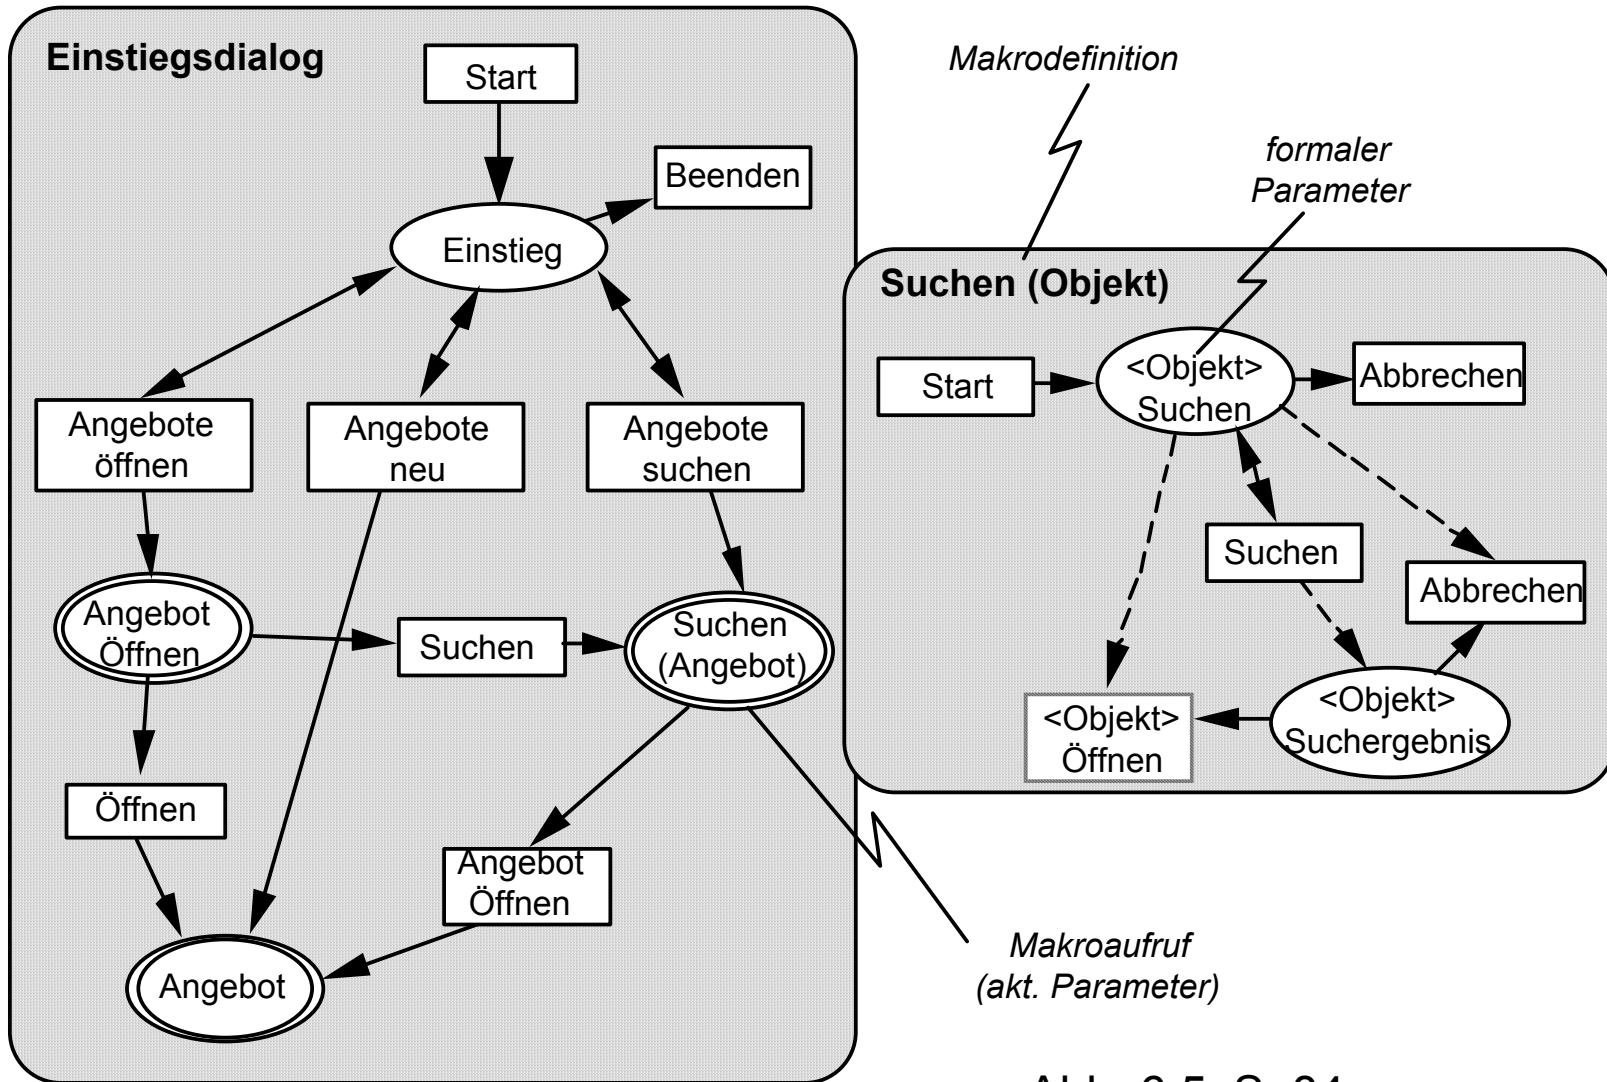 Einstiegsdialog
Start
Beenden
Einstieg
Angebote
öffnen
Angebote
neu
Angebote
suchen
Angebot
Öffnen
Suchen
Suchen
(Angebot)
Öffnen
Angebot
Öffnen
Angebot
Makrodefinition
formaler
Parameter
Suchen (Objekt)
Start
<Objekt>
Suchen
Abbrechen
Suchen
Abbrechen
<Objekt>
Öffnen
<Objekt>
Suchergebnis
Makroaufruf
(akt. Parameter)